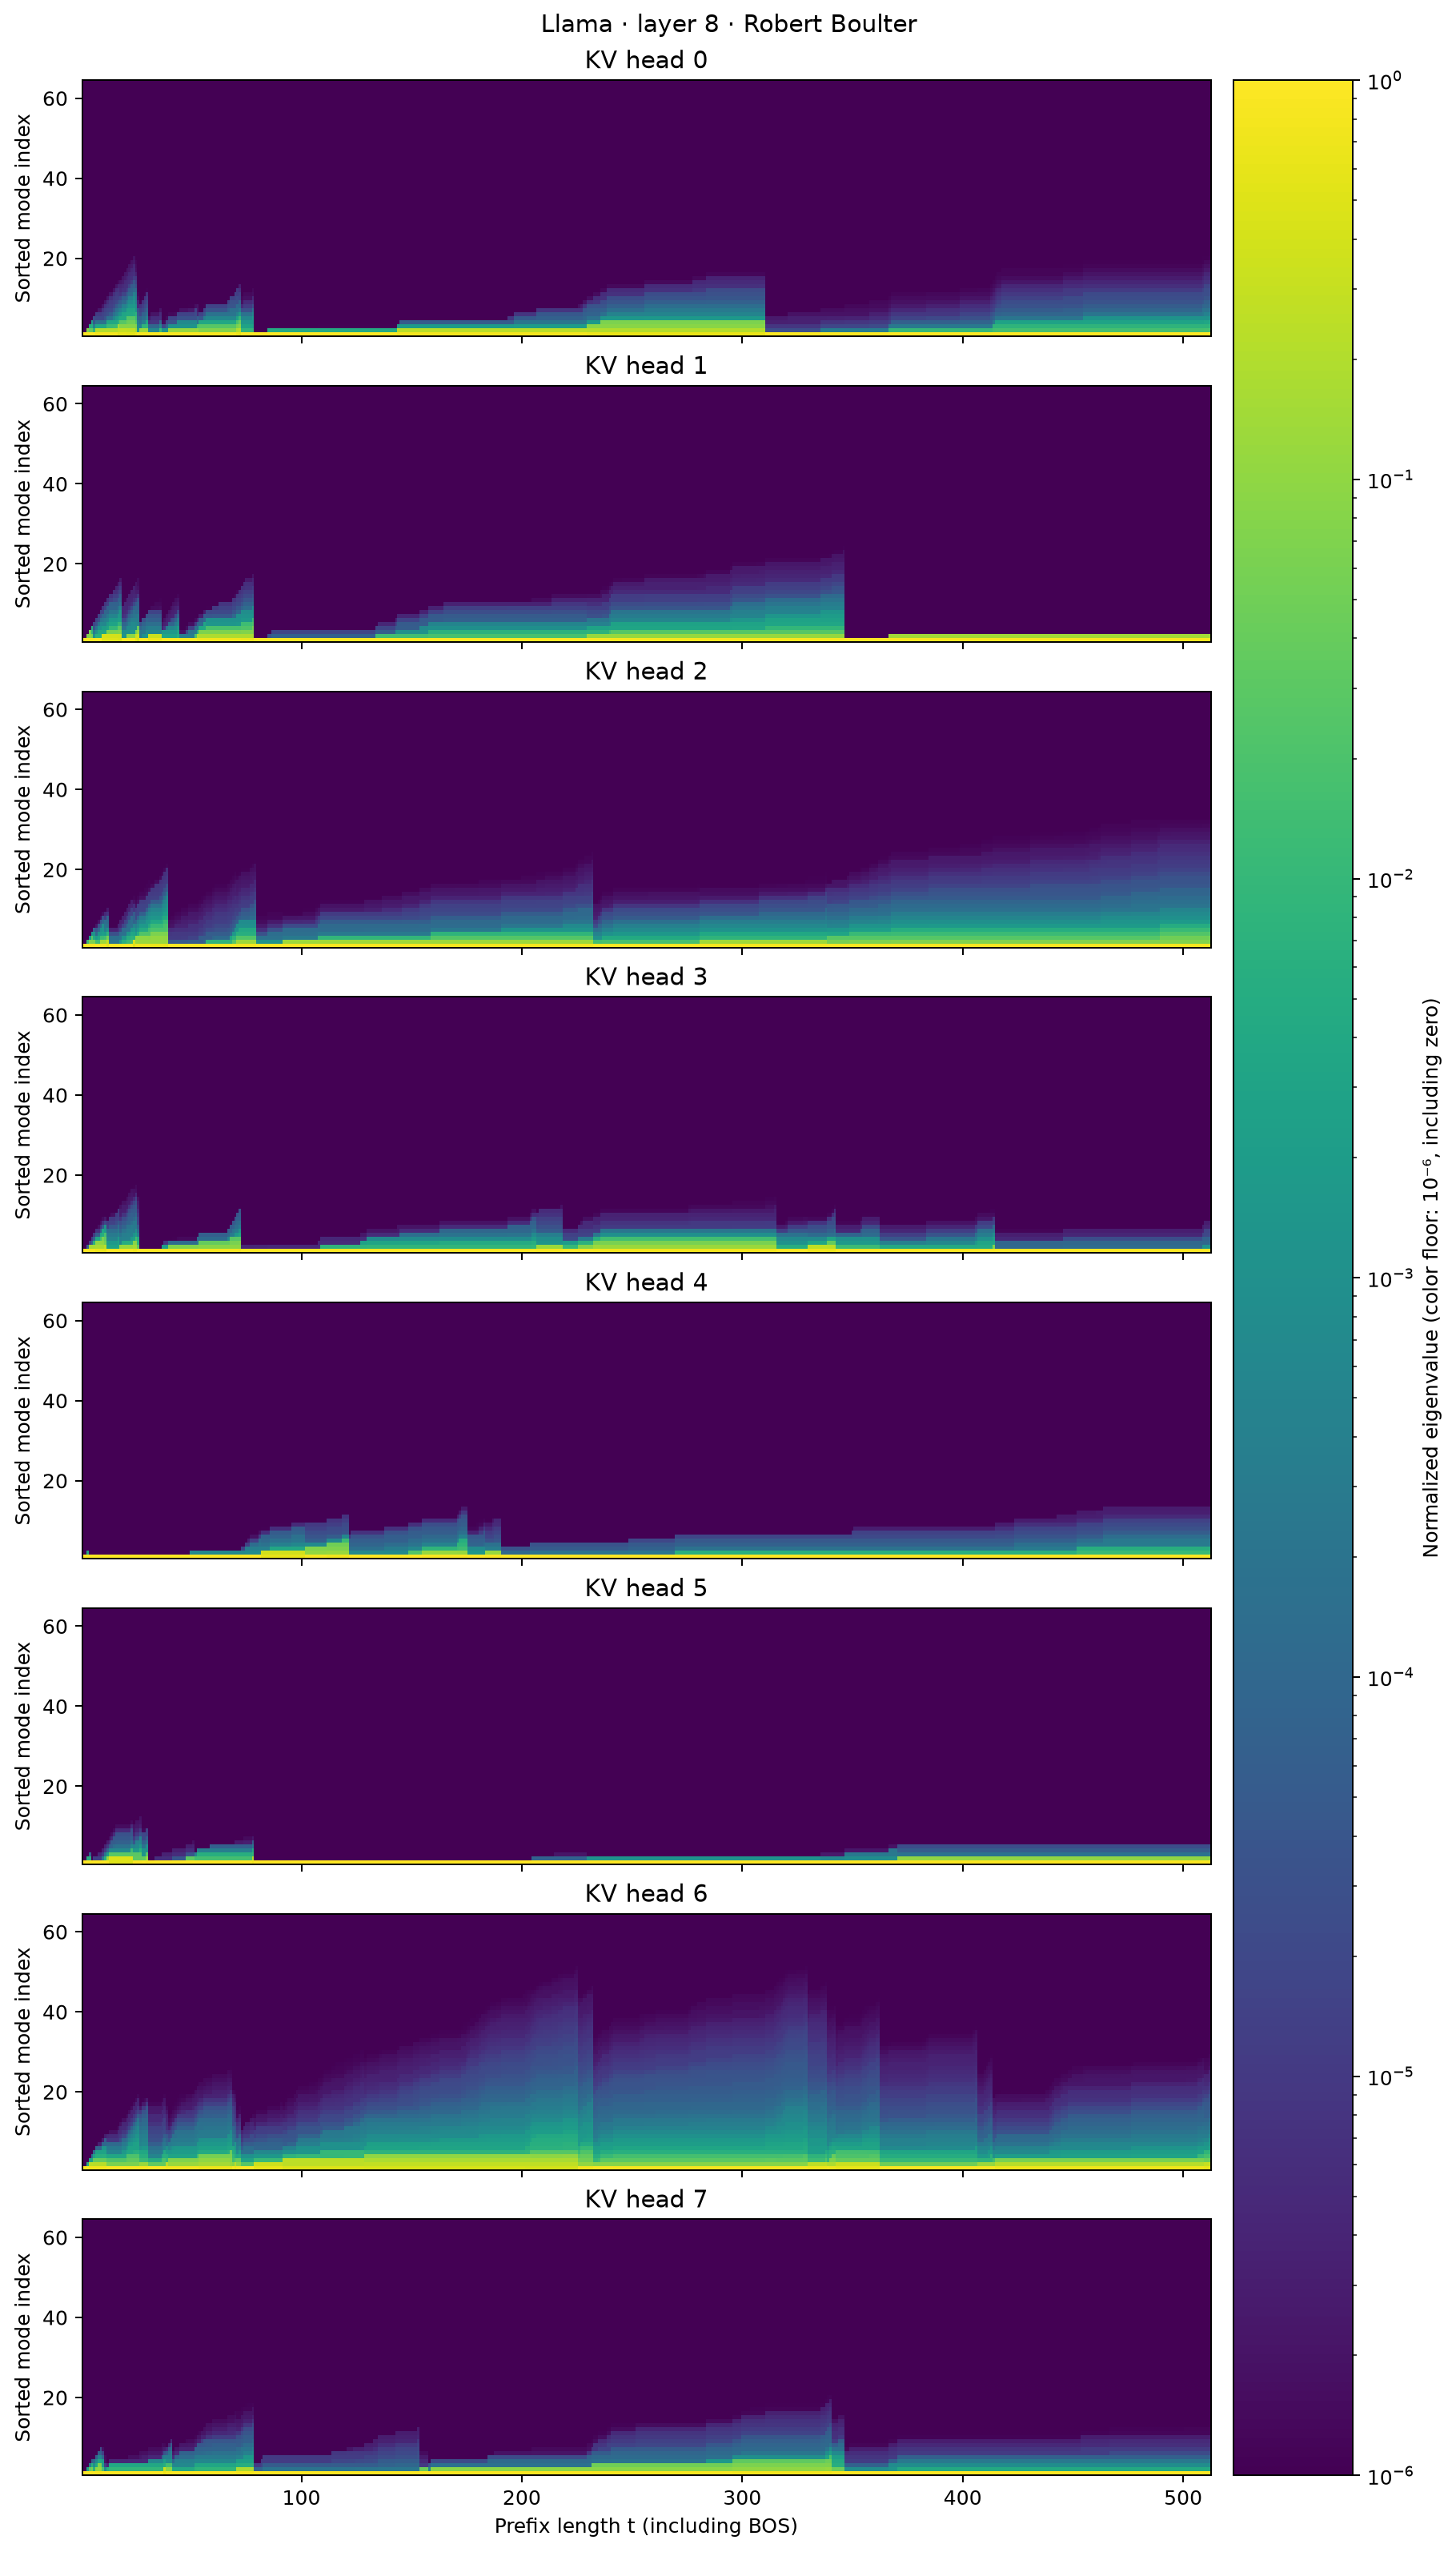 Llama · layer 8 · Robert Boulter
KV head 0
60
40
20
Sorted mode index
KV head 1
60
40
20
Sorted mode index
KV head 2
60
40
20
Sorted mode index
KV head 3
60
40
20
Sorted mode index
KV head 4
60
40
20
Sorted mode index
KV head 5
60
40
20
Sorted mode index
KV head 6
60
40
20
Sorted mode index
KV head 7
60
40
20
Sorted mode index
100 200 300 400 500
Prefix length t (including BOS)
10⁰
10⁻¹
10⁻²
10⁻³
10⁻⁴
10⁻⁵
10⁻⁶
Normalized eigenvalue (color floor: 10⁻⁶, including zero)